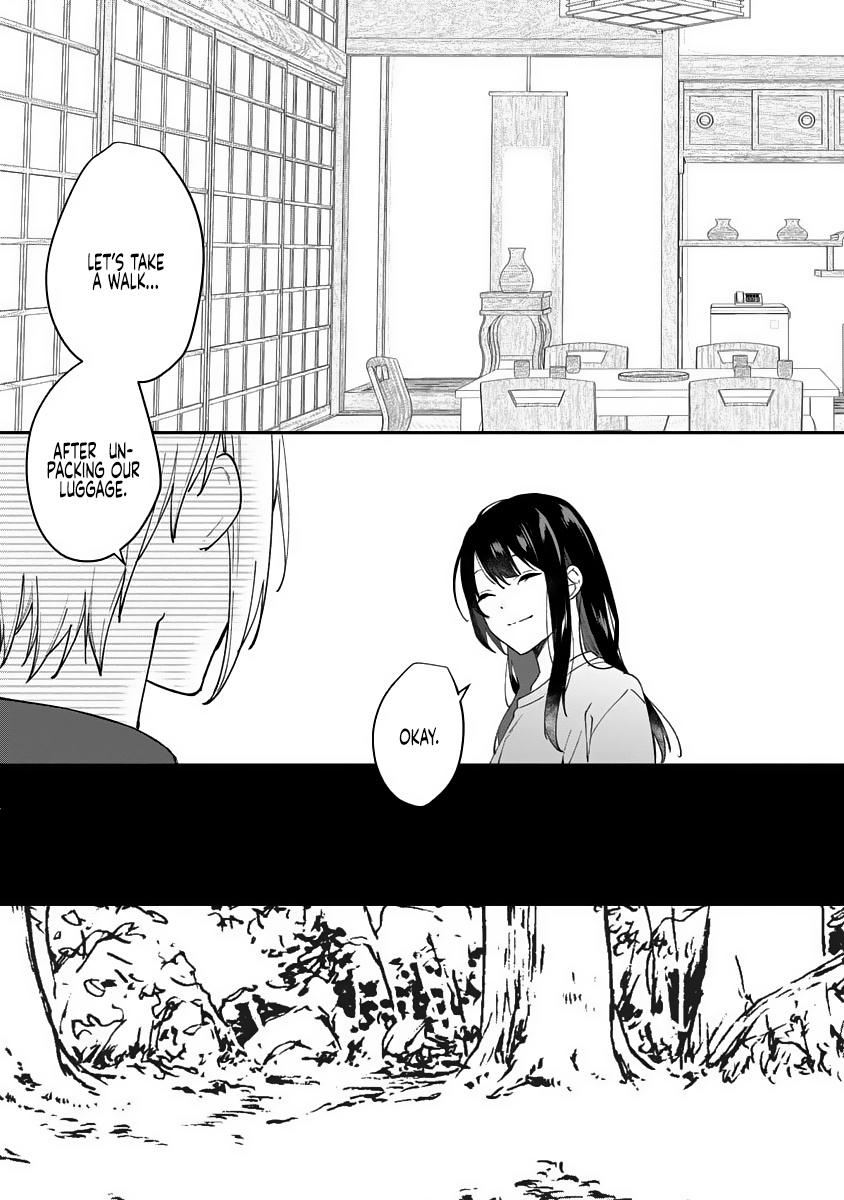 LET'S TAKE
A WALK...
AFTER UN-
PACKING OUR
LUGGAGE.
OKAY.